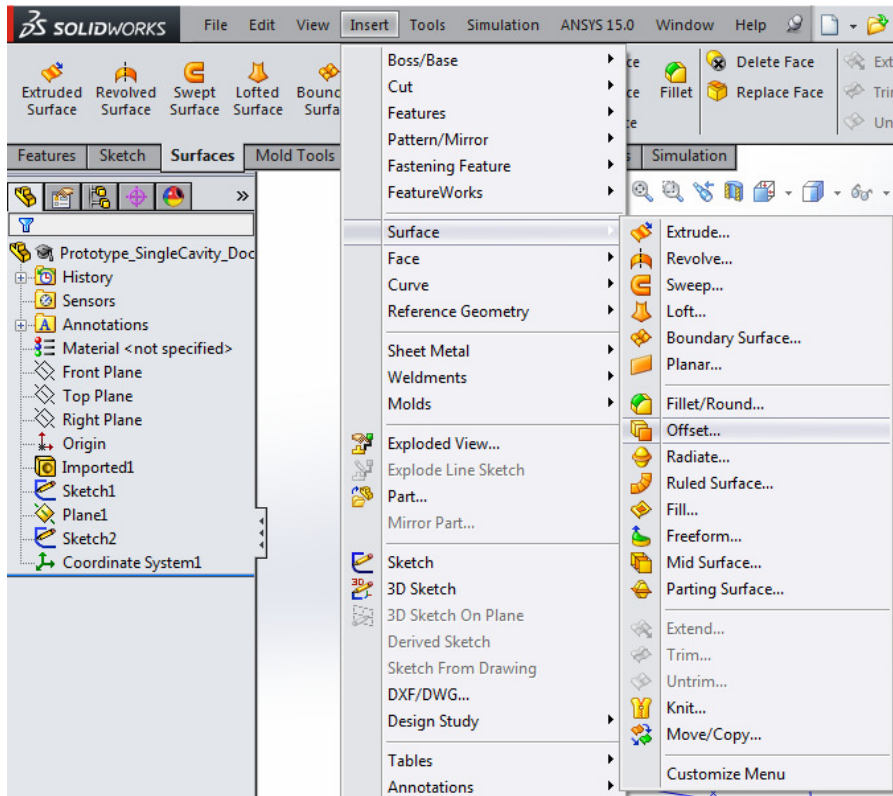 SOLIDWORKS File Edit View Insert Tools Simulation ANSYS 15.0 Window Help
Extruded Surface
Revolved Surface
Swept Surface
Lofted Surface
Delete Face
Fillet
Replace Face
Features Sketch Surfaces Mold Tools Simulation
Prototype_SingleCavity_Doc
History
Sensors
A Annotations
Material <not specified>
Front Plane
Top Plane
Right Plane
Origin
Imported1
Sketch1
Plane1
Sketch2
Coordinate System1
Boss/Base
Cut
Features
Pattern/Mirror
Fastening Feature
FeatureWorks
Surface
Face
Curve
Reference Geometry
Sheet Metal
Weldments
Molds
Exploded View...
Explode Line Sketch
Part...
Mirror Part...
Sketch
3D Sketch
3D Sketch On Plane
Derived Sketch
Sketch From Drawing
DXF/DWG...
Design Study
Tables
Annotations
Extrude...
Revolve...
Sweep...
Loft...
Boundary Surface...
Planar...
Fillet/Round...
Offset...
Radiate...
Ruled Surface...
Fill...
Freeform...
Mid Surface...
Parting Surface...
Extend...
Trim...
Untrim...
Knit...
Move/Copy...
Customize Menu